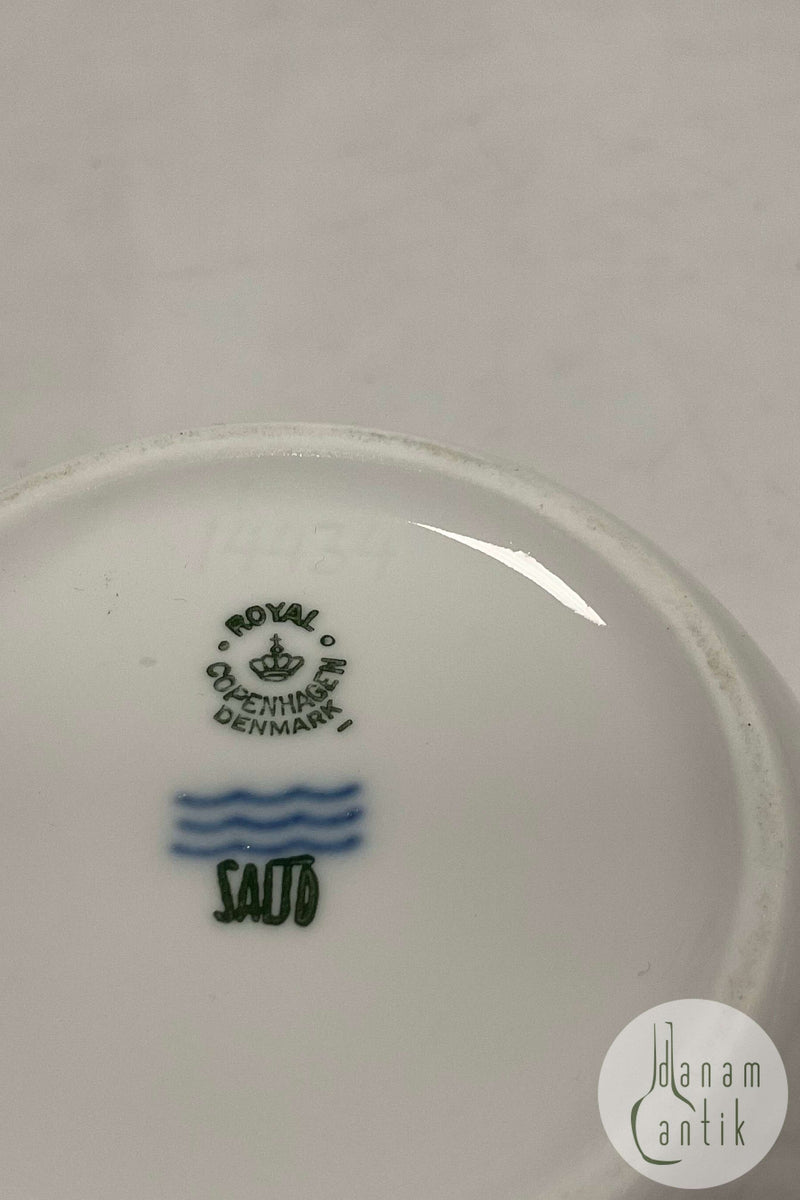 ROYAL
COPENHAGEN
DENMARK
SALTO
danam
antik